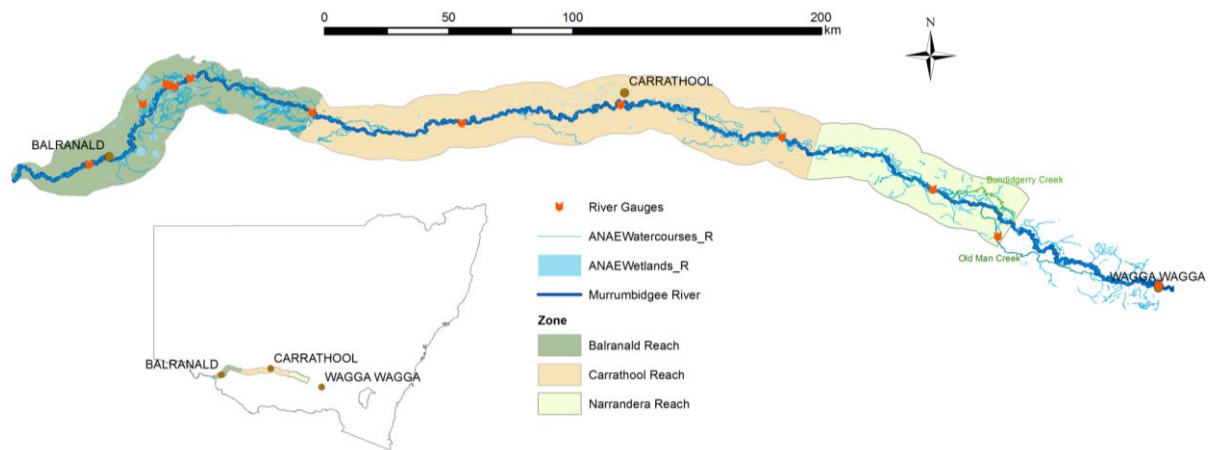 0 50 100 200
km
N
CARRATHOOL
BALRANALD
Bundidgerry Creek
Old Man Creek
WAGGA WAGGA
River Gauges
ANAEWatercourses_R
ANAEWetlands_R
Murrumbidgee River
Zone
Balranald Reach
Carrathool Reach
Narrandera Reach
BALRANALD
CARRATHOOL
WAGGA WAGGA